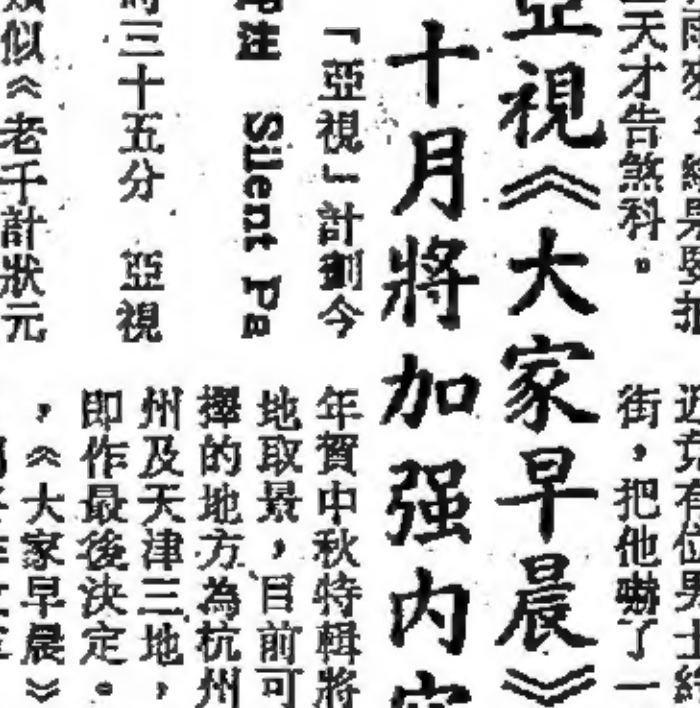 天才告煞科。
街，把他嚇了一
亞視《大家早晨》
十月將加强內
「亞視」計劃今
注 Silent Pa
三十五分 亞視
似《老千計狀元
年賀中秋特輯將
地取景，目前可
擇的地方為杭州
州及天津三地，
即作最後決定。
，《大家早晨》